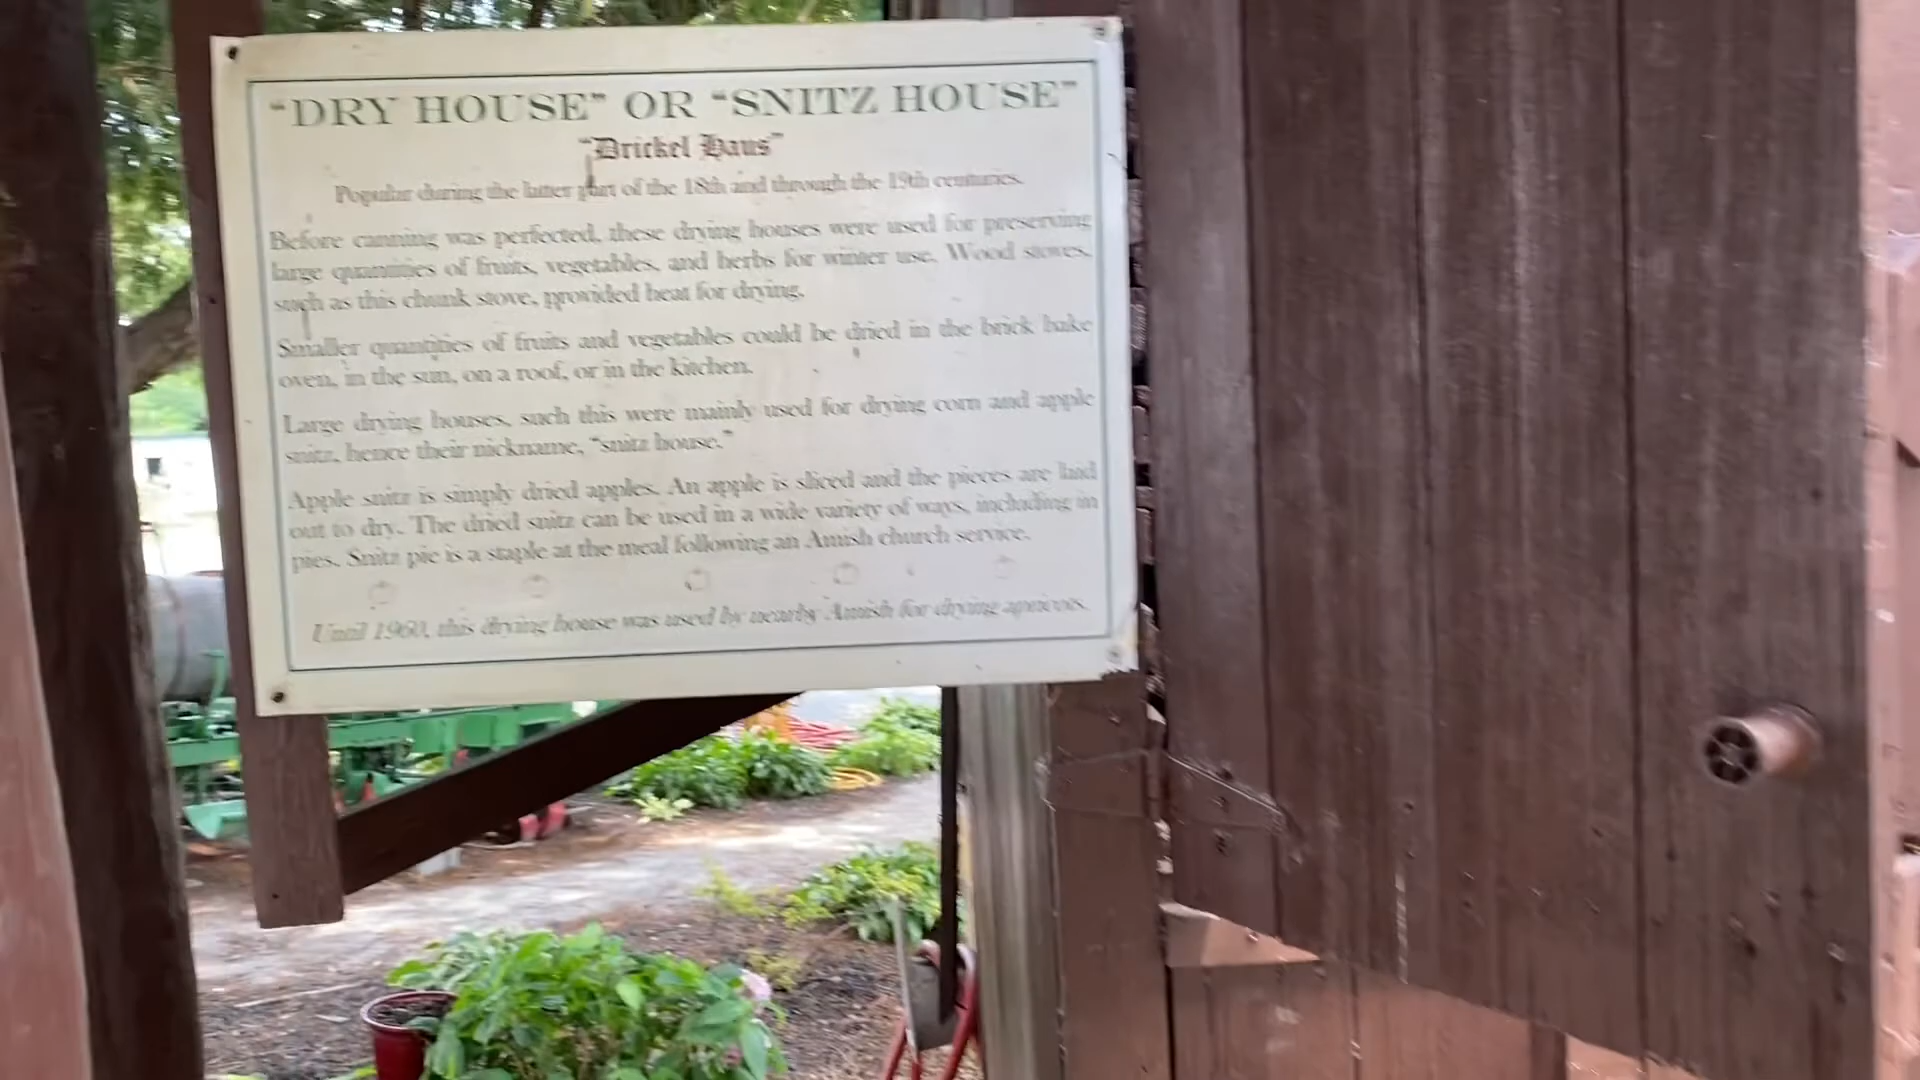 "DRY HOUSE" OR "SNITZ HOUSE"
"Drickel Haus"
Popular during the latter part of the 18th and through the 19th centuries.
Before canning was perfected, these drying houses were used for preserving
large quantities of fruits, vegetables, and herbs for winter use. Wood stoves,
such as this chunk stove, provided heat for drying.
Smaller quantities of fruits and vegetables could be dried in the brick bake
oven, in the sun, on a roof, or in the kitchen.
Large drying houses, such this were mainly used for drying corn and apple
snitz, hence their nickname, "snitz house."
Apple snitz is simply dried apples. An apple is sliced and the pieces are laid
out to dry. The dried snitz can be used in a wide variety of ways, including in
pies. Snitz pie is a staple at the meal following an Amish church service.
Until 1960, this drying house was used by nearby Amish for drying apricots.